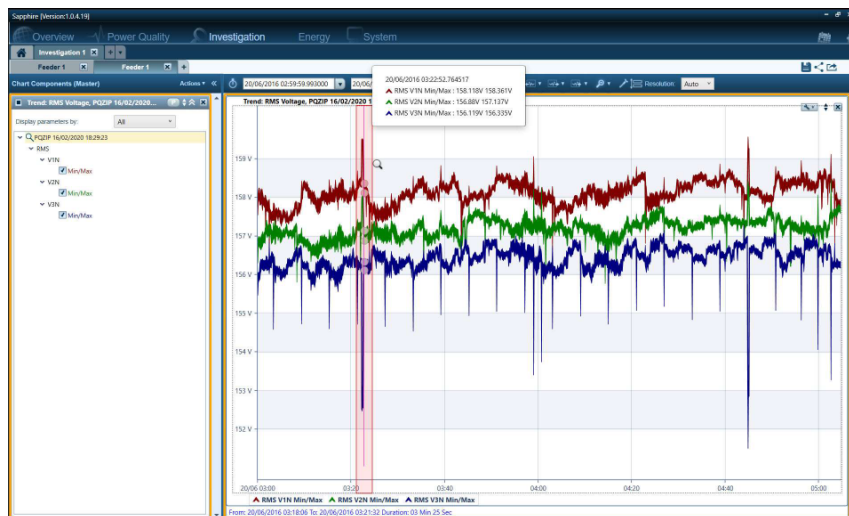 Sapphire [Version:1.0.4.19]
Overview Power Quality Investigation Energy System
Investigation 1
Feeder 1 Feeder 1
Chart Components (Master) Actions
20/06/2016 02:59:59.993000 Resolution: Auto
20/06/2016 03:22:52.764517
RMS V1N Min/Max : 158.118V 158.361V
RMS V2N Min/Max : 156.88V 157.137V
RMS V3N Min/Max : 156.119V 156.335V
Trend: RMS Voltage, PQZIP 16/02/2020...
Display parameters by: All
PQZIP 16/02/2020 18:29:23
RMS
V1N
Min/Max
V2N
Min/Max
V3N
Min/Max
Trend: RMS Voltage, PQZIP 16/02/2020
159 V
158 V
157 V
156 V
155 V
154 V
153 V
152 V
20/06 03:00 03:20 03:40 04:00 04:20 04:40 05:00
RMS V1N Min/Max RMS V2N Min/Max RMS V3N Min/Max
From: 20/06/2016 03:18:06 To: 20/06/2016 03:21:32 Duration: 03 Min 25 Sec